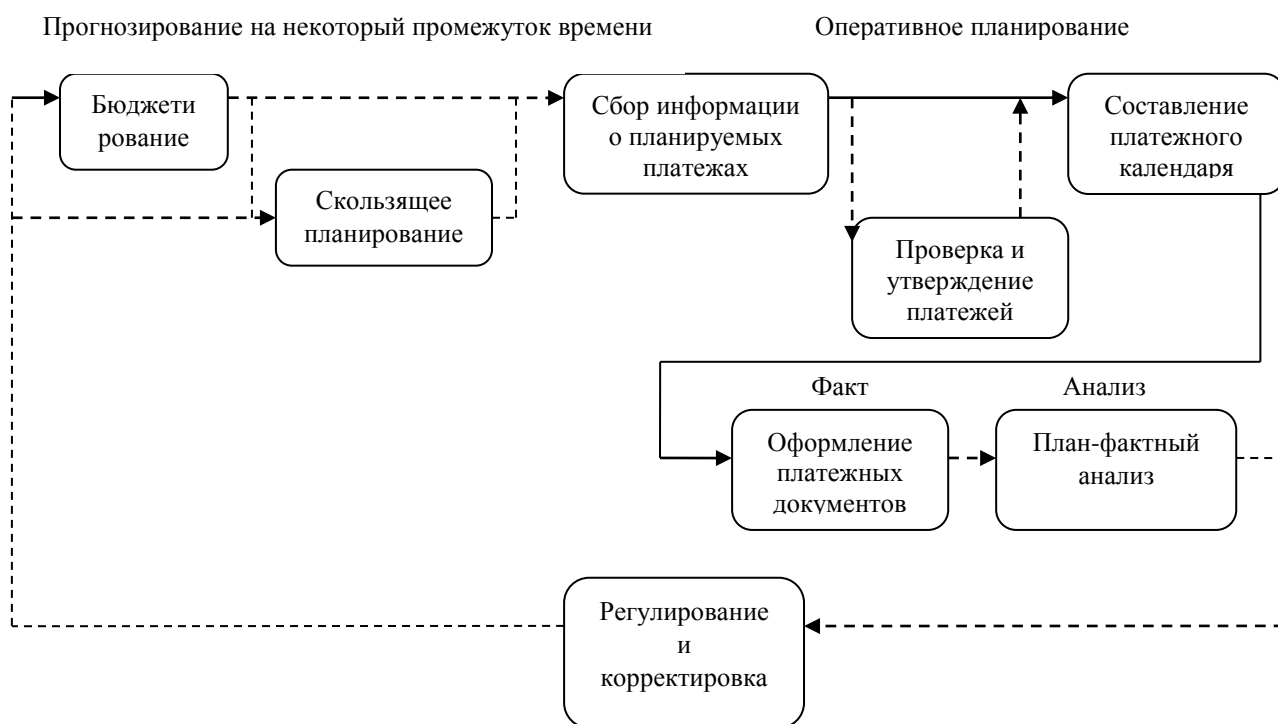 Прогнозирование на некоторый промежуток времени
Оперативное планирование
Бюджети
рование
Сбор информации
о планируемых
платежах
Составление
платежного
календаря
Скользящее
планирование
Проверка и
утверждение
платежей
Факт
Анализ
Оформление
платежных
документов
План-фактный
анализ
Регулирование
и
корректировка